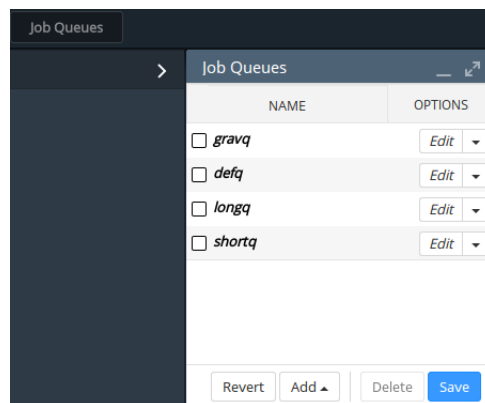 Job Queues
Job Queues
NAME OPTIONS
gravq Edit
defq Edit
longq Edit
shortq Edit
Revert Add Delete Save